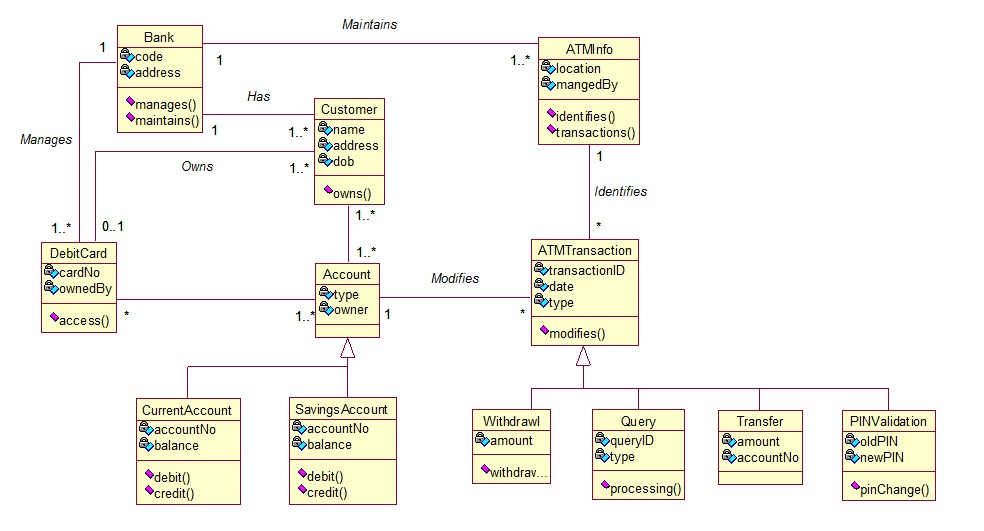 Maintains
Bank
code
address
manages()
maintains()
1
1
1..*
ATMInfo
location
mangedBy
identifies()
transactions()
Has
1
1..*
Customer
name
address
dob
owns()
Manages
Owns
1..*
1
Identifies
1..*
0..1
1..*
1..*
*
DebitCard
cardNo
ownedBy
access()
Account
type
owner
Modifies
ATMTransaction
transactionID
date
type
modifies()
*
1..*
1
*
CurrentAccount
accountNo
balance
debit()
credit()
SavingsAccount
accountNo
balance
debit()
credit()
Withdrawl
amount
withdraw...
Query
queryID
type
processing()
Transfer
amount
accountNo
PINValidation
oldPIN
newPIN
pinChange()